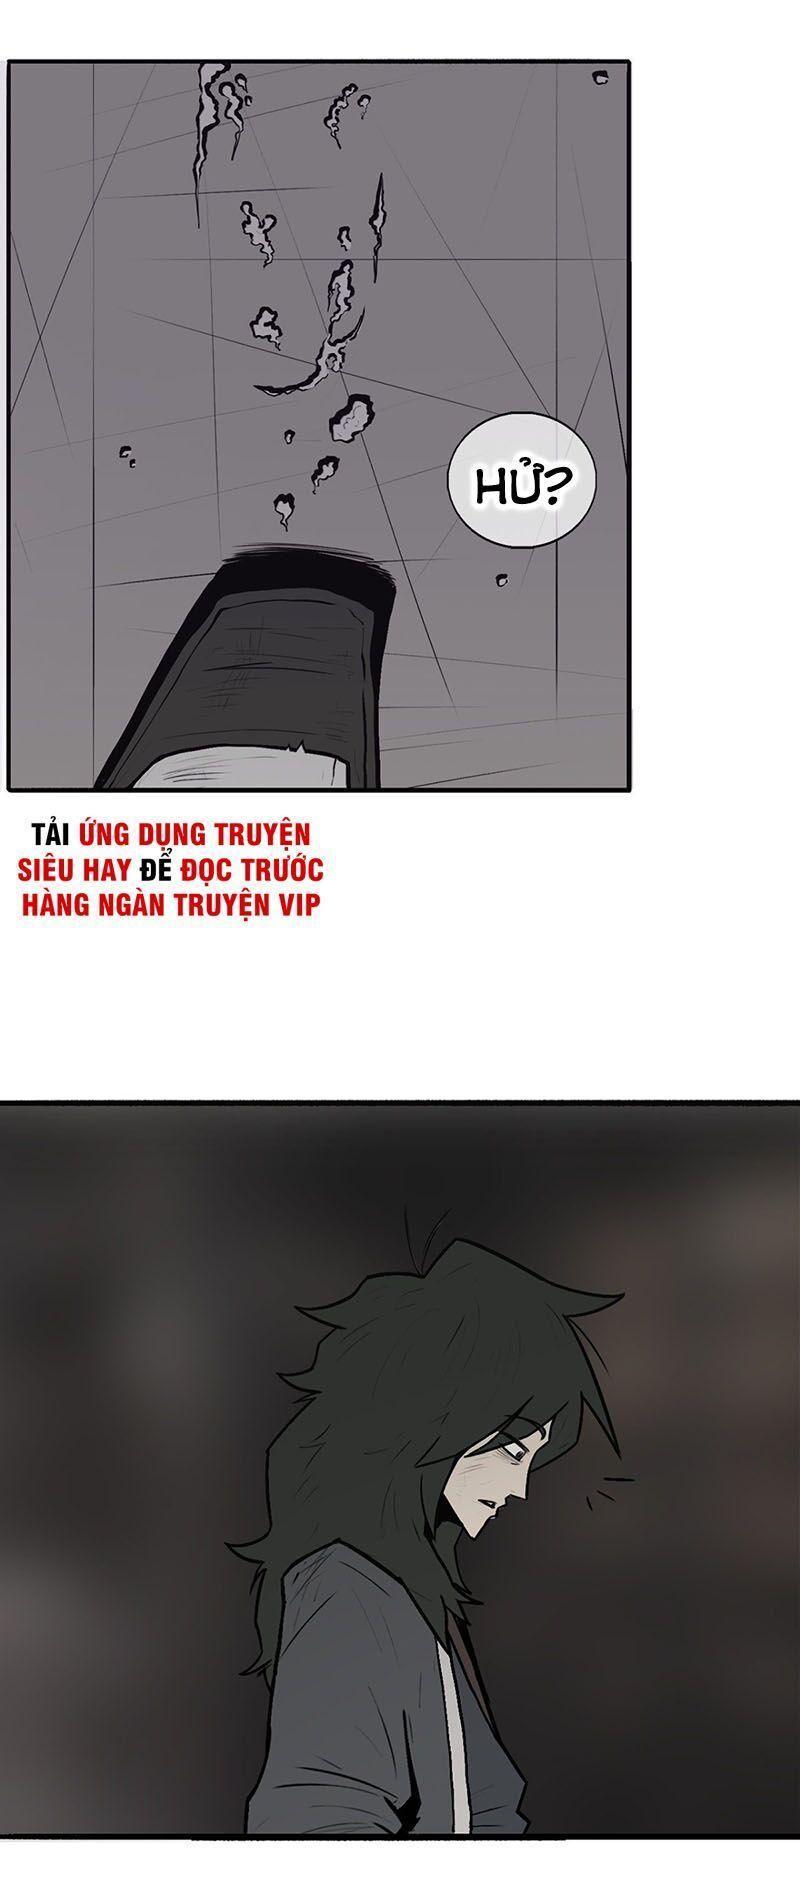 HỬ?
TẢI ỨNG DỤNG TRUYỆN
SIÊU HAY ĐỂ ĐỌC TRƯỚC
HÀNG NGÀN TRUYỆN VIP